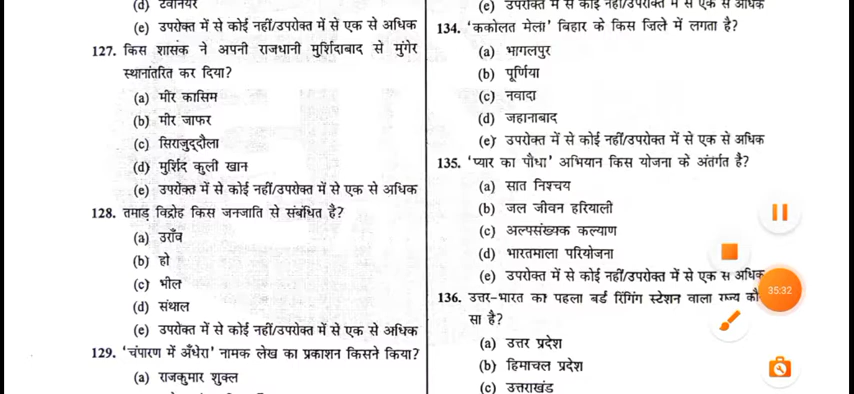 (d) टैवर्नियर
(e) उपरोक्त में से कोई नहीं/उपरोक्त में से एक से अधिक
127. किस शासक ने अपनी राजधानी मुर्शिदाबाद से मुंगेर
स्थानांतरित कर दिया?
(a) मीर कासिम
(b) मीर जाफर
(c) सिराजुद्दौला
(d) मुर्शिद कुली खान
(e) उपरोक्त में से कोई नहीं/उपरोक्त में से एक से अधिक
128. तमाड़ विद्रोह किस जनजाति से संबंधित है?
(a) उराँव
(b) हो
(c) भील
(d) संथाल
(e) उपरोक्त में से कोई नहीं/उपरोक्त में से एक से अधिक
129. 'चंपारण में अँधेरा' नामक लेख का प्रकाशन किसने किया?
(a) राजकुमार शुक्ल
(e) उपरोक्त में से कोई नहीं/उपरोक्त में से एक से अधिक
134. 'ककोलत मेला' बिहार के किस ज़िले में लगता है?
(a) भागलपुर
(b) पूर्णिया
(c) नवादा
(d) जहानाबाद
(e) उपरोक्त में से कोई नहीं/उपरोक्त में से एक से अधिक
135. 'प्यार का पौधा' अभियान किस योजना के अंतर्गत है?
(a) सात निश्चय
(b) जल जीवन हरियाली
(c) अल्पसंख्यक कल्याण
(d) भारतमाला परियोजना
(e) उपरोक्त में से कोई नहीं/उपरोक्त में से एक से अधिक
35:32
136. उत्तर-भारत का पहला बर्ड रिंगिंग स्टेशन वाला राज्य कौ
सा है?
(a) उत्तर प्रदेश
(b) हिमाचल प्रदेश
(c) उत्तराखंड